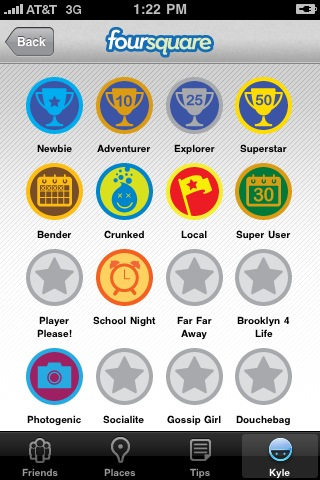 AT&T 3G 1:22 PM
Back
foursquare
10 25 50
Newbie Adventurer Explorer Superstar
30
Bender Crunked Local Super User
Player School Night Far Far Brooklyn 4
Please! Away Life
Photogenic Socialite Gossip Girl Douchebag
Friends Places Tips Kyle